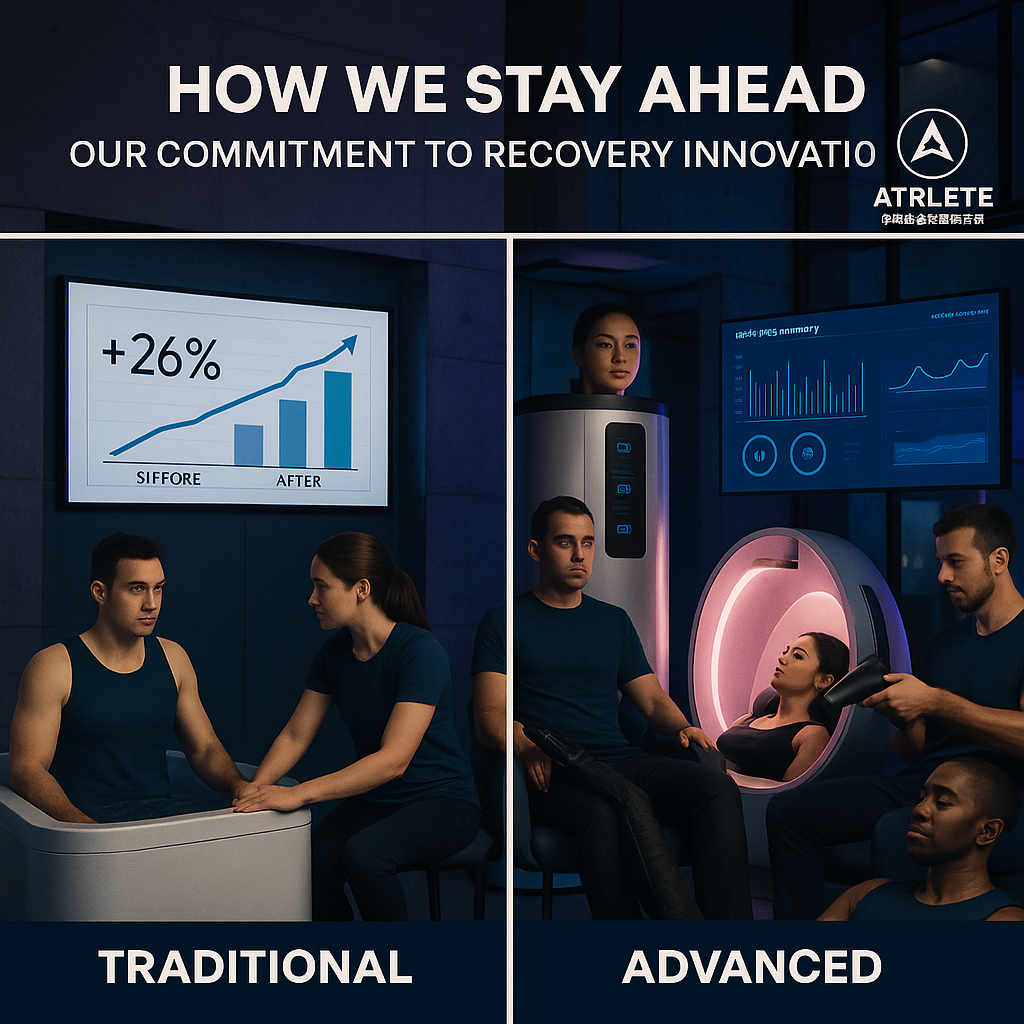 HOW WE STAY AHEAD
OUR COMMITMENT TO RECOVERY INNOVATIO
ATRLETE
+26%
SIFFORE
AFTER
TRADITIONAL
ADVANCED